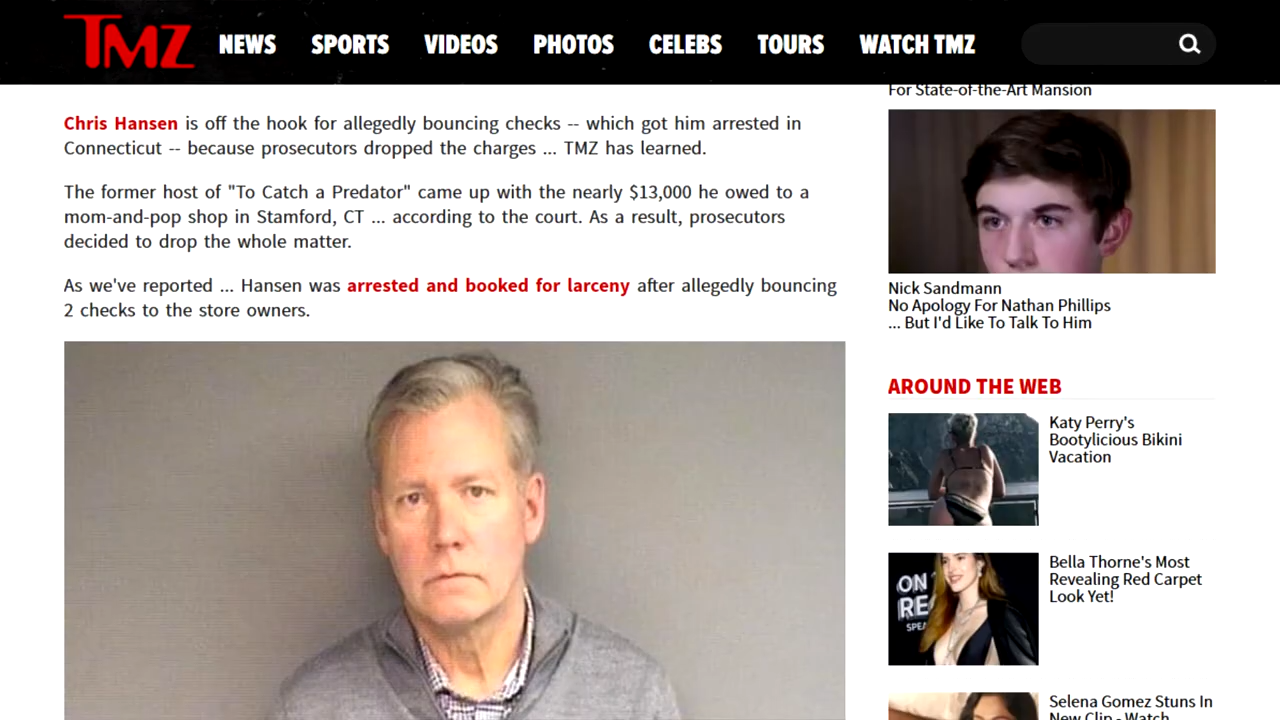 TMZ
NEWS SPORTS VIDEOS PHOTOS CELEBS TOURS WATCH TMZ
Chris Hansen is off the hook for allegedly bouncing checks -- which got him arrested in
Connecticut -- because prosecutors dropped the charges ... TMZ has learned.
The former host of "To Catch a Predator" came up with the nearly $13,000 he owed to a
mom-and-pop shop in Stamford, CT ... according to the court. As a result, prosecutors
decided to drop the whole matter.
As we've reported ... Hansen was arrested and booked for larceny after allegedly bouncing
2 checks to the store owners.
For State-of-the-Art Mansion
Nick Sandmann
No Apology For Nathan Phillips
... But I'd Like To Talk To Him
AROUND THE WEB
Katy Perry's
Bootylicious Bikini
Vacation
ON
RE
SPEA
Bella Thorne's Most
Revealing Red Carpet
Look Yet!
Selena Gomez Stuns In
New Clip - Watch